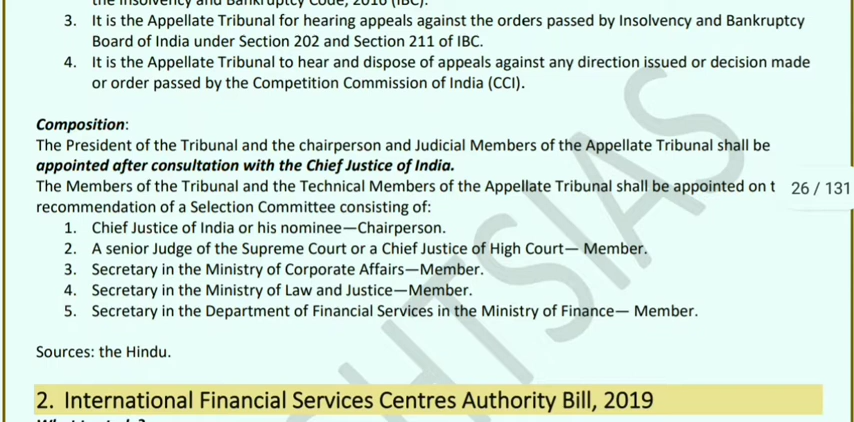 the Insolvency and Bankruptcy Code, 2016 (IBC).
3. It is the Appellate Tribunal for hearing appeals against the orders passed by Insolvency and Bankruptcy
Board of India under Section 202 and Section 211 of IBC.
4. It is the Appellate Tribunal to hear and dispose of appeals against any direction issued or decision made
or order passed by the Competition Commission of India (CCI).
Composition:
The President of the Tribunal and the chairperson and Judicial Members of the Appellate Tribunal shall be
appointed after consultation with the Chief Justice of India.
The Members of the Tribunal and the Technical Members of the Appellate Tribunal shall be appointed on t
26 / 131
recommendation of a Selection Committee consisting of:
1. Chief Justice of India or his nominee—Chairperson.
2. A senior Judge of the Supreme Court or a Chief Justice of High Court— Member.
3. Secretary in the Ministry of Corporate Affairs—Member.
4. Secretary in the Ministry of Law and Justice—Member.
5. Secretary in the Department of Financial Services in the Ministry of Finance— Member.
Sources: the Hindu.
2. International Financial Services Centres Authority Bill, 2019
HTSIAS